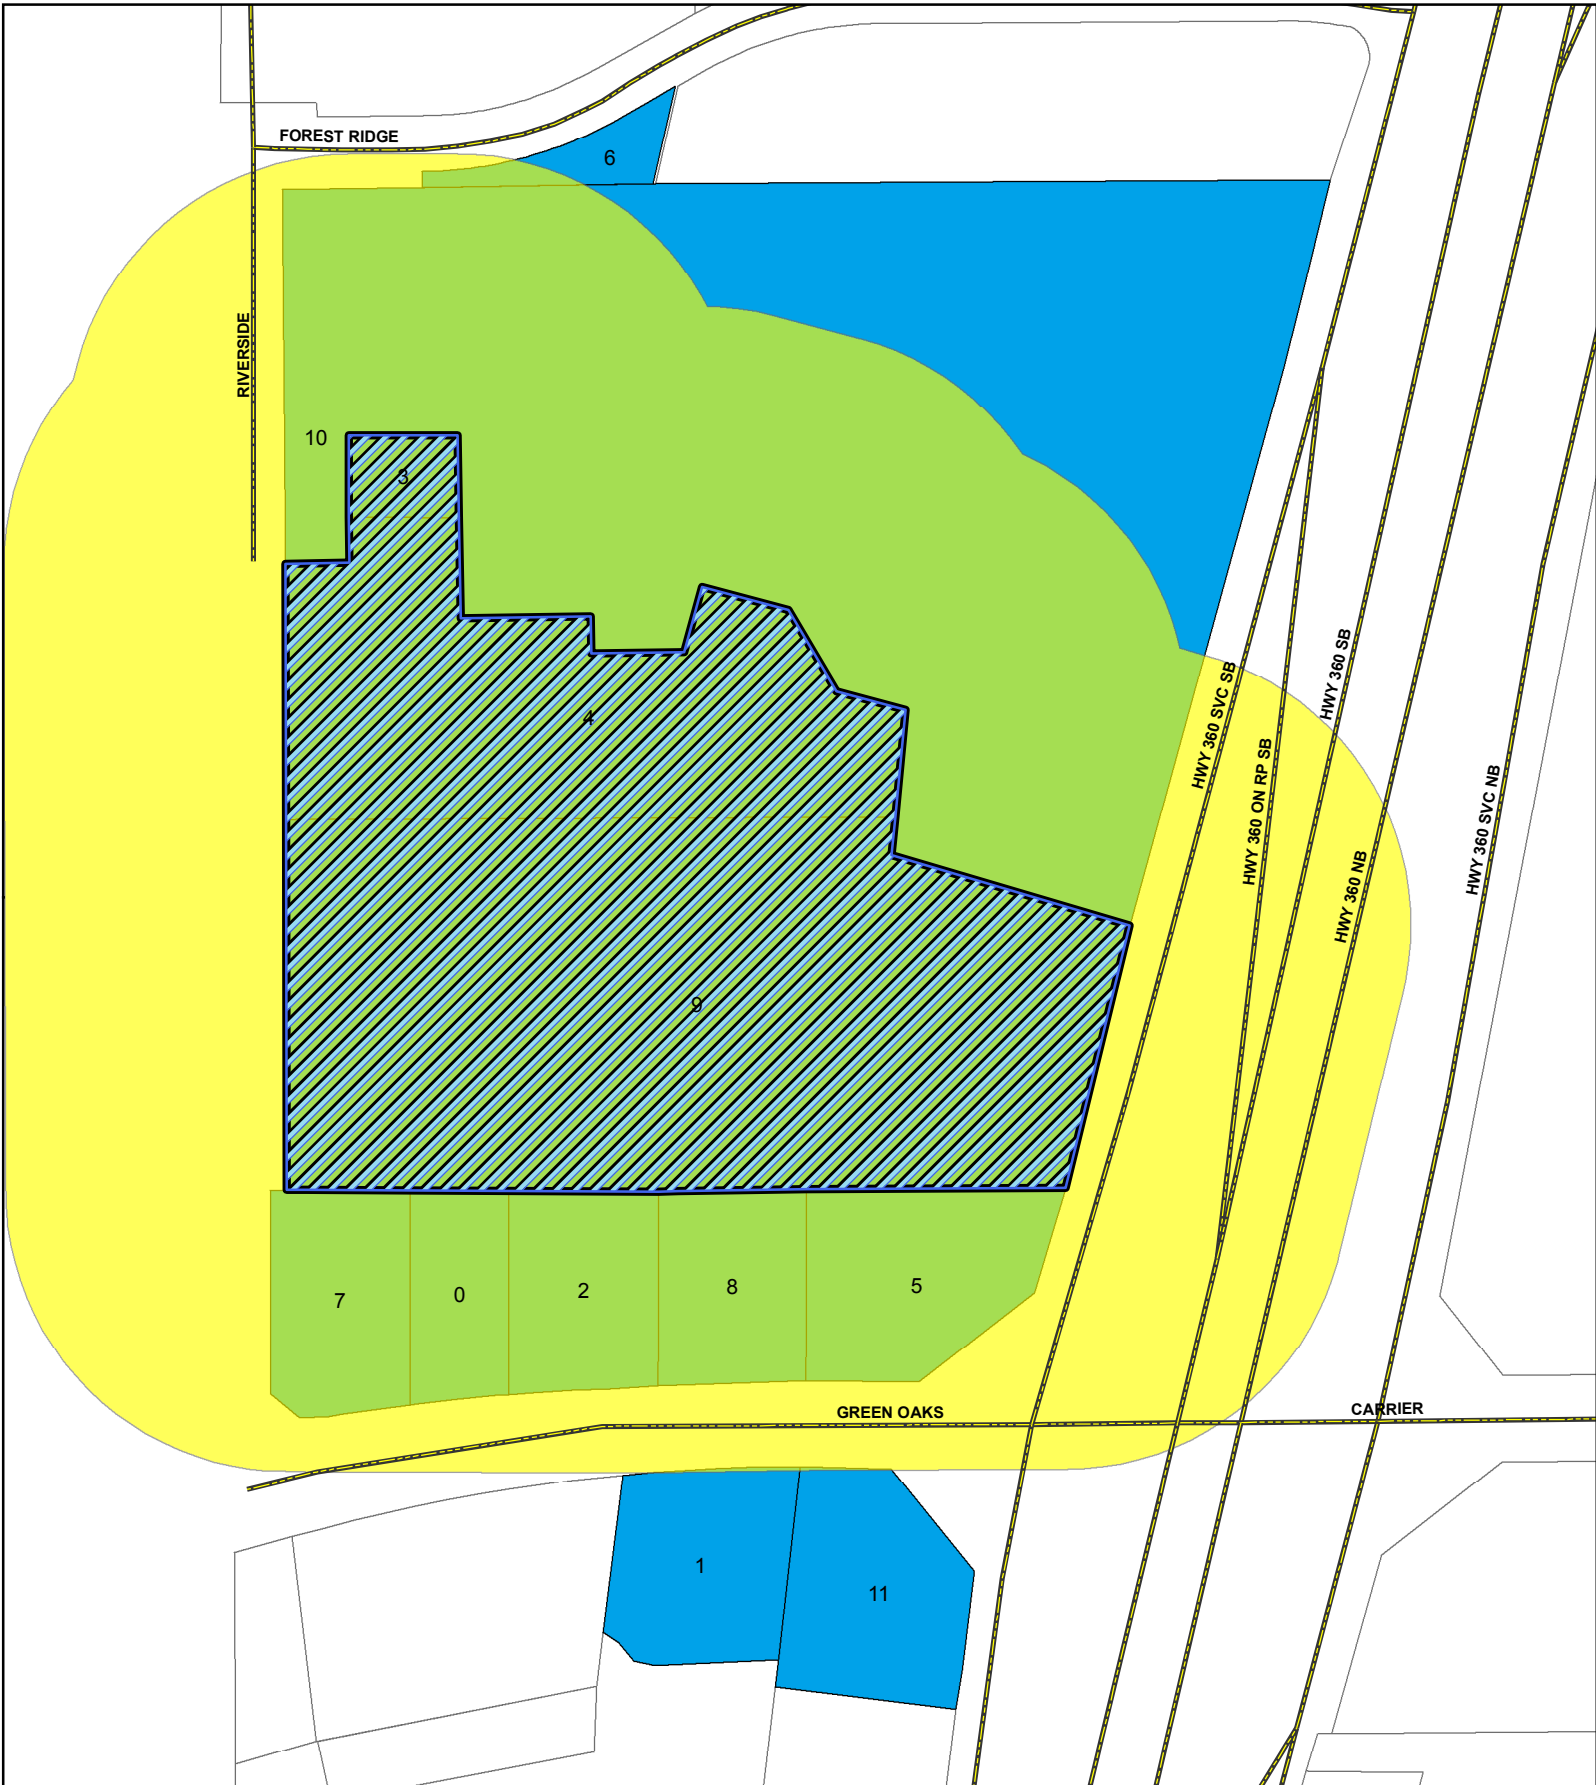 FOREST RIDGE
6
RIVERSIDE
10
3
4
HWY 360 SVC SB
HWY 360 SB
HWY 360 ON RP SB
HWY 360 NB
HWY 360 SVC NB
9
7
0
2
8
5
GREEN OAKS
CARRIER
1
11